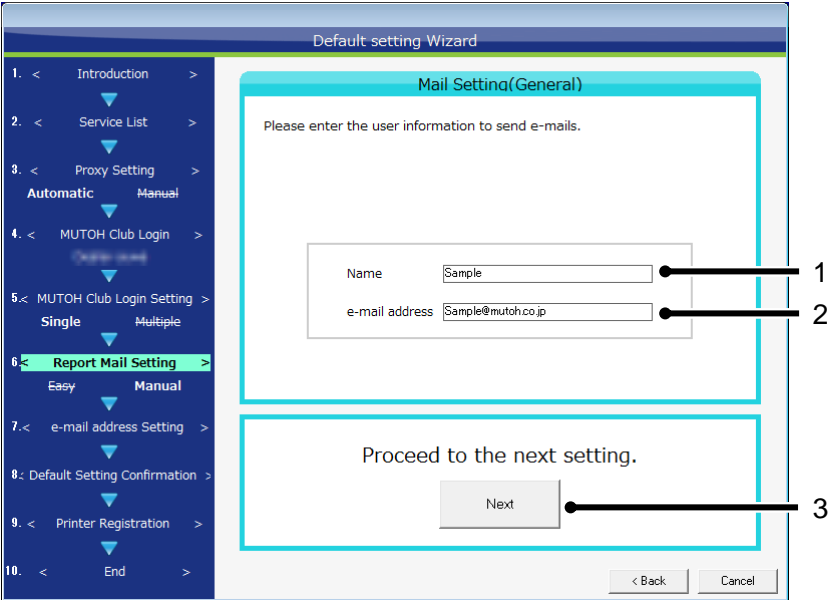 Default setting Wizard
1. < Introduction >
2. < Service List >
3. < Proxy Setting >
Automatic Manual
4. < MUTOH Club Login >
5.< MUTOH Club Login Setting >
Single Multiple
6.< Report Mail Setting >
Easy Manual
7.< e-mail address Setting >
8.< Default Setting Confirmation >
9. < Printer Registration >
10. < End >
Mail Setting(General)
Please enter the user information to send e-mails.
Name Sample 1
e-mail address Sample@mutoh.co.jp 2
Proceed to the next setting.
Next 3
< Back Cancel